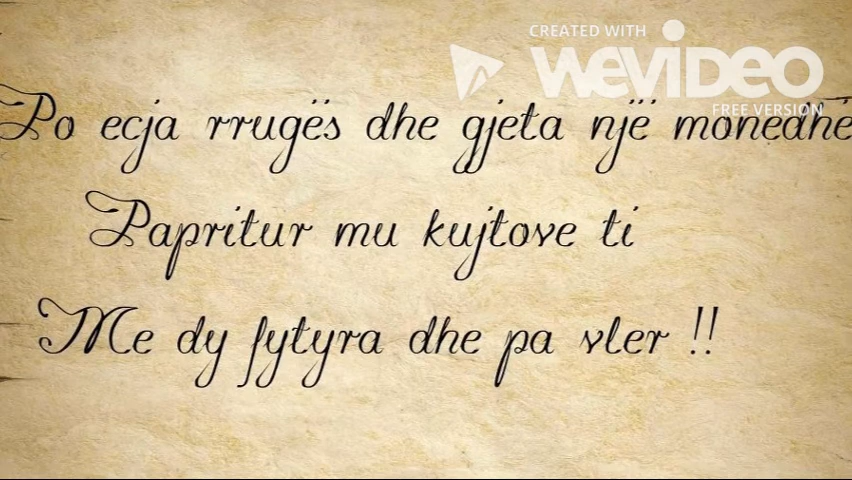 CREATED WITH
WEVIDEO
FREE VERSION
Po ecja rrugës dhe gjeta një monedhë
Papritur mu kujtove ti
Me dy fytyra dhe pa vler !!